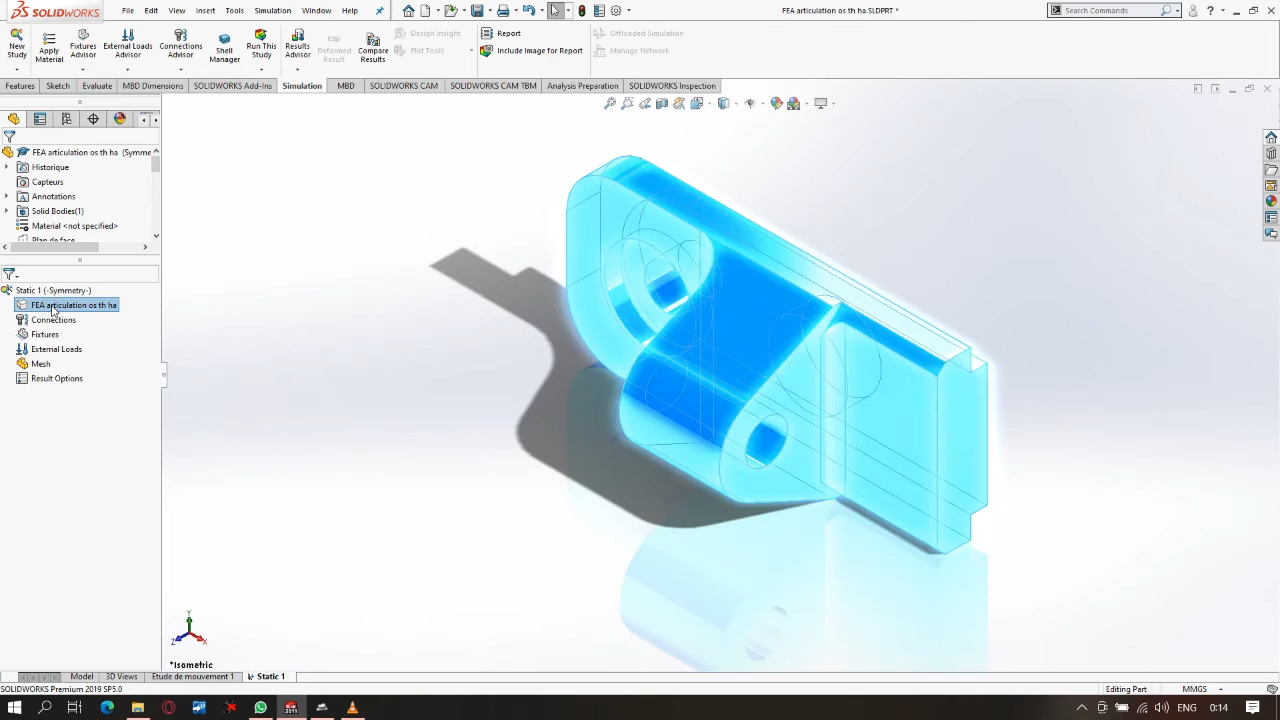 SOLIDWORKS File Edit View Insert Tools Simulation Window Help FEA articulation os th ha.SLDPRT * Search Commands
New Study Apply Material Fixtures Advisor External Loads Advisor Connections Advisor Shell Manager Run This Study Results Advisor Deformed Result Compare Results
Design Insight Report Offloaded Simulation
Plot Tools Include Image for Report Manage Network
Features Sketch Evaluate MBD Dimensions SOLIDWORKS Add-Ins Simulation MBD SOLIDWORKS CAM SOLIDWORKS CAM TBM Analysis Preparation SOLIDWORKS Inspection
FEA articulation os th ha (Symme
Historique
Capteurs
Annotations
Solid Bodies(1)
Material <not specified>
Plan de face
Static 1 (-Symmetry-)
FEA articulation os th ha
Connections
Fixtures
External Loads
Mesh
Result Options
Y
Z X
*Isometric
Model 3D Views Etude de mouvement 1 Static 1
SOLIDWORKS Premium 2019 SP5.0 Editing Part MMGS
ENG 0:14